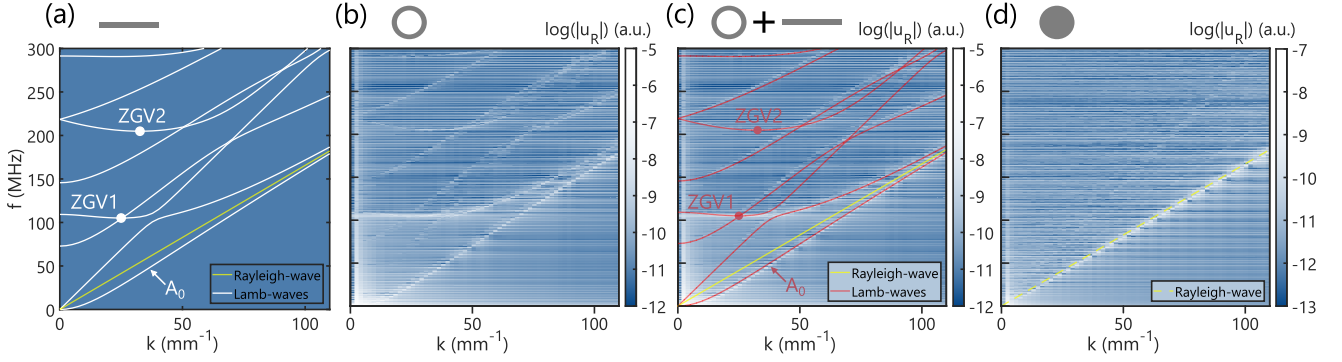 (a)
(b)
log(|u_R|) (a.u.)
(c)
+
log(|u_R|) (a.u.)
(d)
log(|u_R|) (a.u.)
f (MHz)
300
250
200
150
100
50
0
ZGV2
ZGV1
A₀
Rayleigh-wave
Lamb-waves
0
50
100
k (mm⁻¹)
-5
-6
-7
-8
-9
-10
-11
-12
0
50
100
k (mm⁻¹)
ZGV2
ZGV1
A₀
Rayleigh-wave
Lamb-waves
-5
-6
-7
-8
-9
-10
-11
-12
0
50
100
k (mm⁻¹)
Rayleigh-wave
-7
-8
-9
-10
-11
-12
-13
0
50
100
k (mm⁻¹)